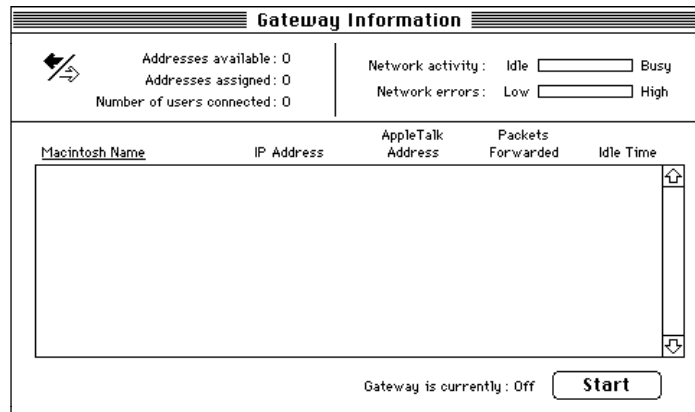 Gateway Information
Addresses available: 0
Addresses assigned: 0
Number of users connected: 0
Network activity: Idle Busy
Network errors: Low High
Macintosh Name IP Address AppleTalk Address Packets Forwarded Idle Time
Gateway is currently: Off Start